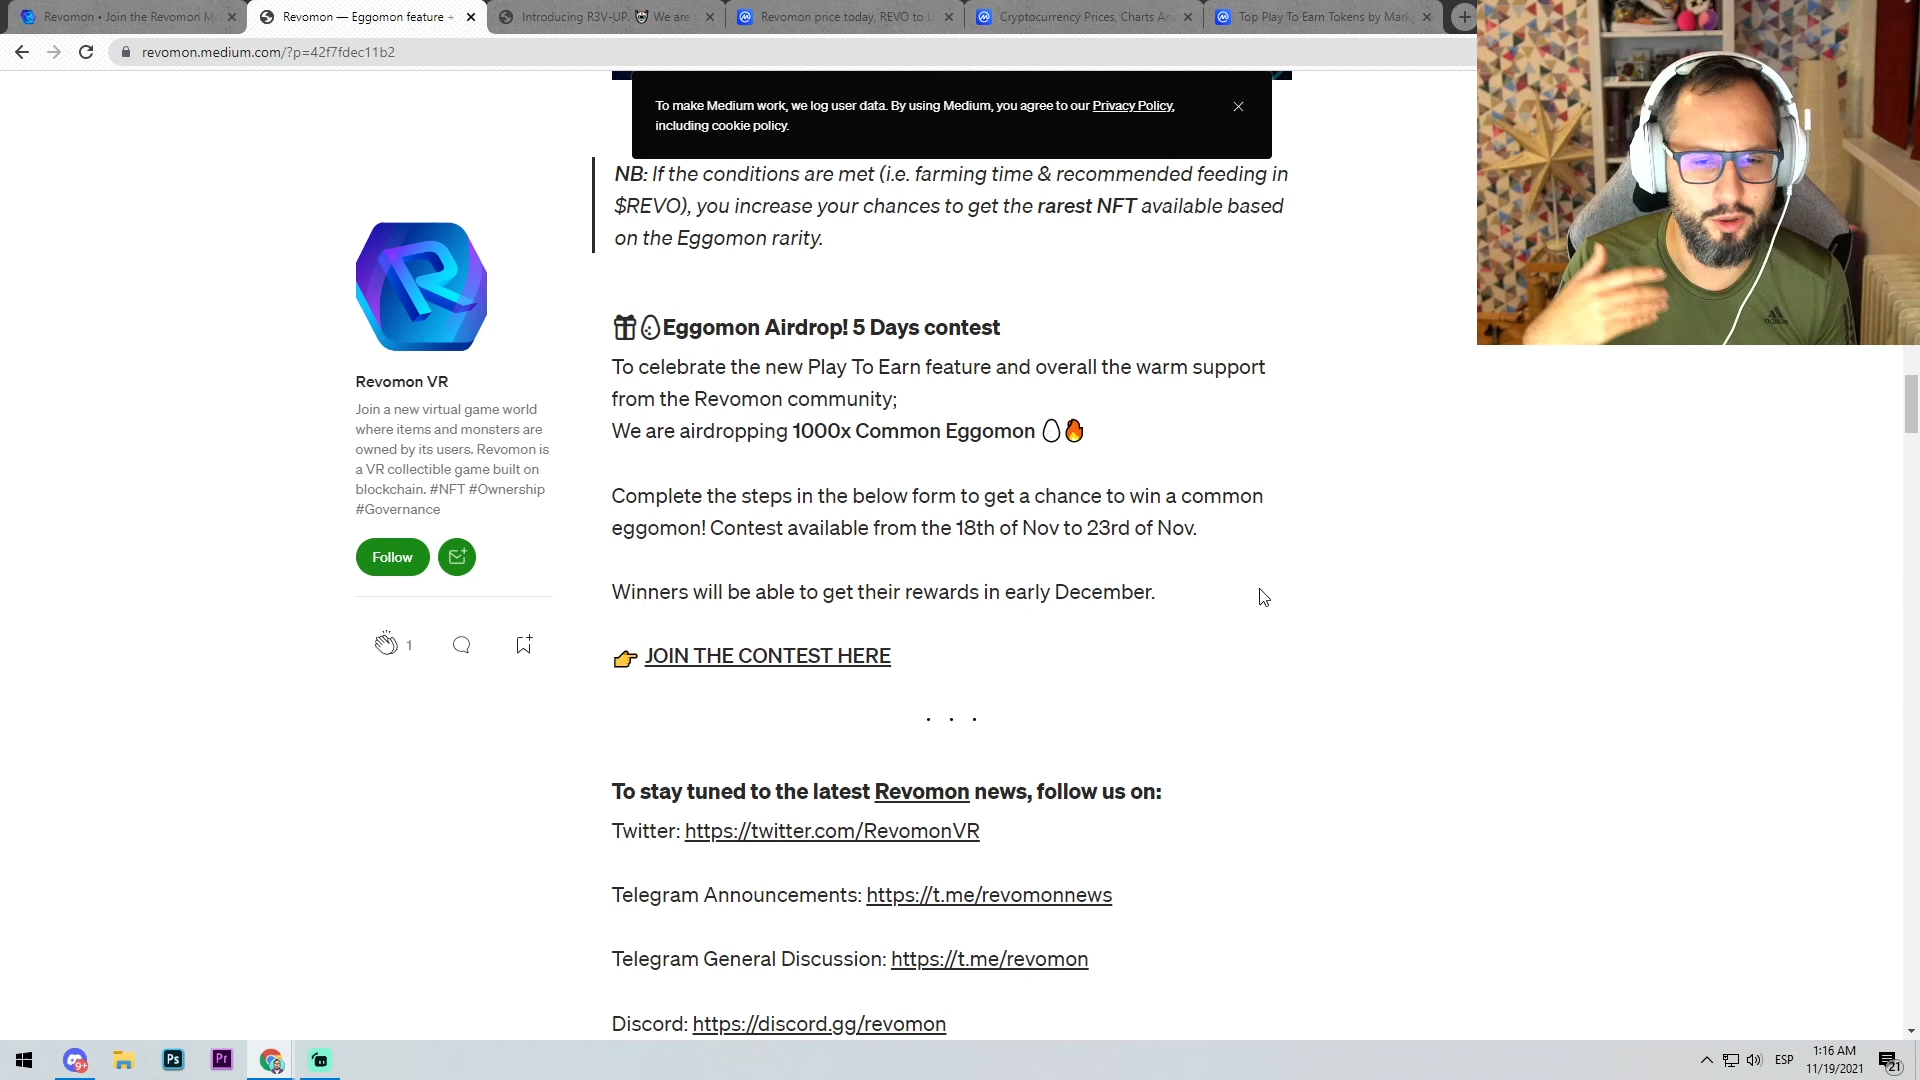 Revomon • Join the Revomon M
Revomon — Eggomon feature +
Introducing R3V-UP. 🐼 We are
Revomon price today, REVO to U
Cryptocurrency Prices, Charts An
Top Play To Earn Tokens by Mark
revomon.medium.com/?p=42f7fdec11b2
To make Medium work, we log user data. By using Medium, you agree to our Privacy Policy,
including cookie policy.
NB: If the conditions are met (i.e. farming time & recommended feeding in
$REVO), you increase your chances to get the rarest NFT available based
on the Eggomon rarity.
Revomon VR
Join a new virtual game world
where items and monsters are
owned by its users. Revomon is
a VR collectible game built on
blockchain. #NFT #Ownership
#Governance
Follow
1
🎁🥚Eggomon Airdrop! 5 Days contest
To celebrate the new Play To Earn feature and overall the warm support
from the Revomon community;
We are airdropping 1000x Common Eggomon 🥚🔥
Complete the steps in the below form to get a chance to win a common
eggomon! Contest available from the 18th of Nov to 23rd of Nov.
Winners will be able to get their rewards in early December.
👉 JOIN THE CONTEST HERE
. . .
To stay tuned to the latest Revomon news, follow us on:
Twitter: https://twitter.com/RevomonVR
Telegram Announcements: https://t.me/revomonnews
Telegram General Discussion: https://t.me/revomon
Discord: https://discord.gg/revomon
adidas
9+
Ps
Pr
ESP
1:16 AM
11/19/2021
21